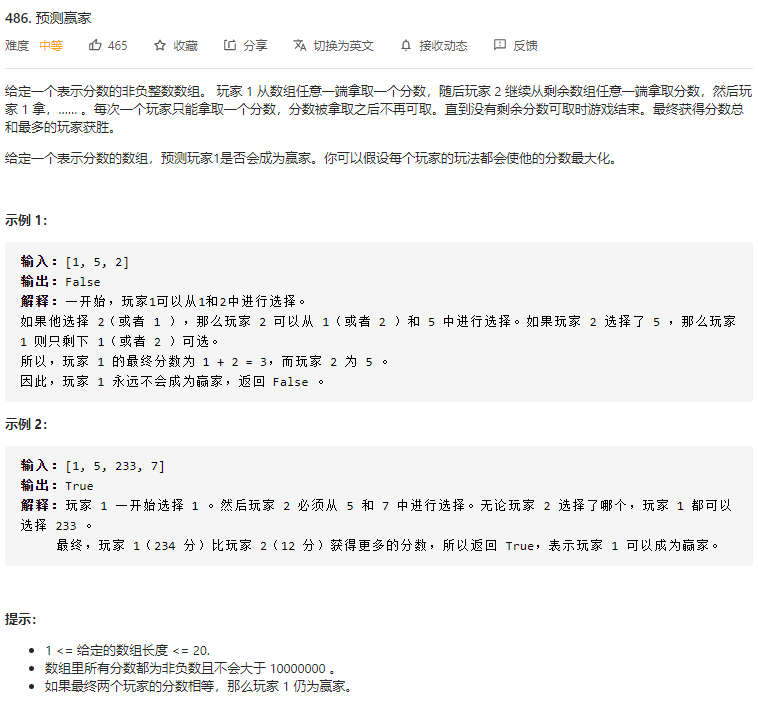 486. 预测赢家
难度 中等 465 收藏 分享 切换为英文 接收动态 反馈
给定一个表示分数的非负整数数组。 玩家 1 从数组任意一端拿取一个分数，随后玩家 2 继续从剩余数组任意一端拿取分数，然后玩
家 1 拿，…… 。每次一个玩家只能拿取一个分数，分数被拿取之后不再可取。直到没有剩余分数可取时游戏结束。最终获得分数总
和最多的玩家获胜。
给定一个表示分数的数组，预测玩家1是否会成为赢家。你可以假设每个玩家的玩法都会使他的分数最大化。
示例 1：
输入：[1, 5, 2]
输出：False
解释：一开始，玩家1可以从1和2中进行选择。
如果他选择 2（或者 1 ），那么玩家 2 可以从 1（或者 2 ）和 5 中进行选择。如果玩家 2 选择了 5 ，那么玩家
1 则只剩下 1（或者 2 ）可选。
所以，玩家 1 的最终分数为 1 + 2 = 3，而玩家 2 为 5 。
因此，玩家 1 永远不会成为赢家，返回 False 。
示例 2：
输入：[1, 5, 233, 7]
输出：True
解释：玩家 1 一开始选择 1 。然后玩家 2 必须从 5 和 7 中进行选择。无论玩家 2 选择了哪个，玩家 1 都可以
选择 233 。
最终，玩家 1（234 分）比玩家 2（12 分）获得更多的分数，所以返回 True，表示玩家 1 可以成为赢家。
提示：
• 1 <= 给定的数组长度 <= 20.
• 数组里所有分数都为非负数且不会大于 10000000 。
• 如果最终两个玩家的分数相等，那么玩家 1 仍为赢家。